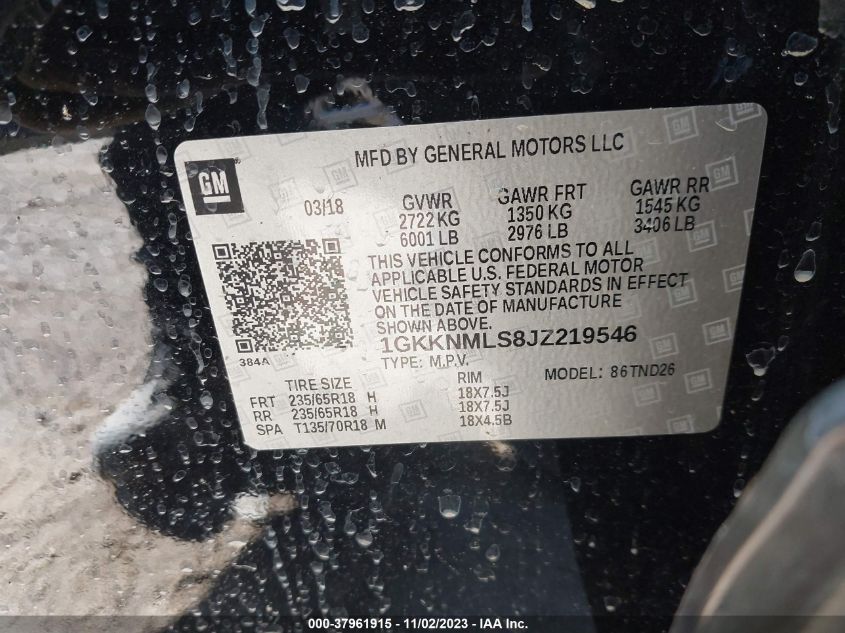 MFD BY GENERAL MOTORS LLC
GM
03/18 GVWR GAWR FRT GAWR RR
2722 KG 1350 KG 1545 KG
6001 LB 2976 LB 3406 LB
THIS VEHICLE CONFORMS TO ALL
APPLICABLE U.S. FEDERAL MOTOR
VEHICLE SAFETY STANDARDS IN EFFECT
ON THE DATE OF MANUFACTURE
SHOWN ABOVE.
1GKKNMLS8JZ219546
384A
TYPE: M.P.V. MODEL: 86TND26
TIRE SIZE RIM
FRT 235/65R18 H 18X7.5J
RR 235/65R18 H 18X7.5J
SPA T135/70R18 M 18X4.5B
000-37961915 - 11/02/2023 - IAA Inc.